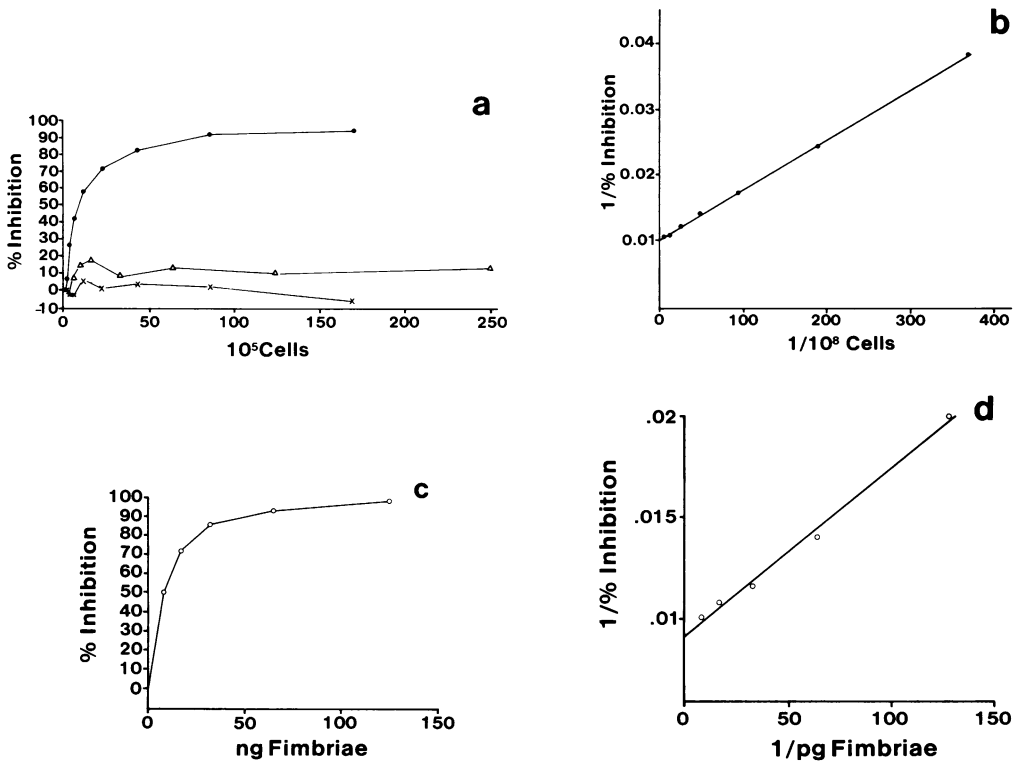 a
% Inhibition
100
90
80
70
60
50
40
30
20
10
0
-10
0 50 100 150 200 250
10⁵Cells
b
1/% Inhibition
0.04
0.03
0.02
0.01
0 100 200 300 400
1/10⁸ Cells
c
% Inhibition
100
90
80
70
60
50
40
30
20
10
0
0 50 100 150
ng Fimbriae
d
1/% Inhibition
.02
.015
.01
0 50 100 150
1/pg Fimbriae